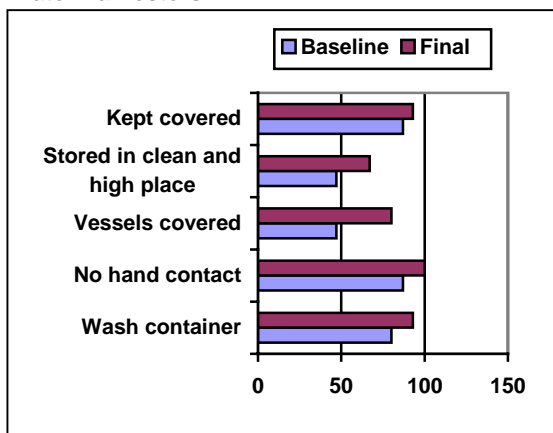 Baseline Final
Kept covered
Stored in clean and
high place
Vessels covered
No hand contact
Wash container
0 50 100 150